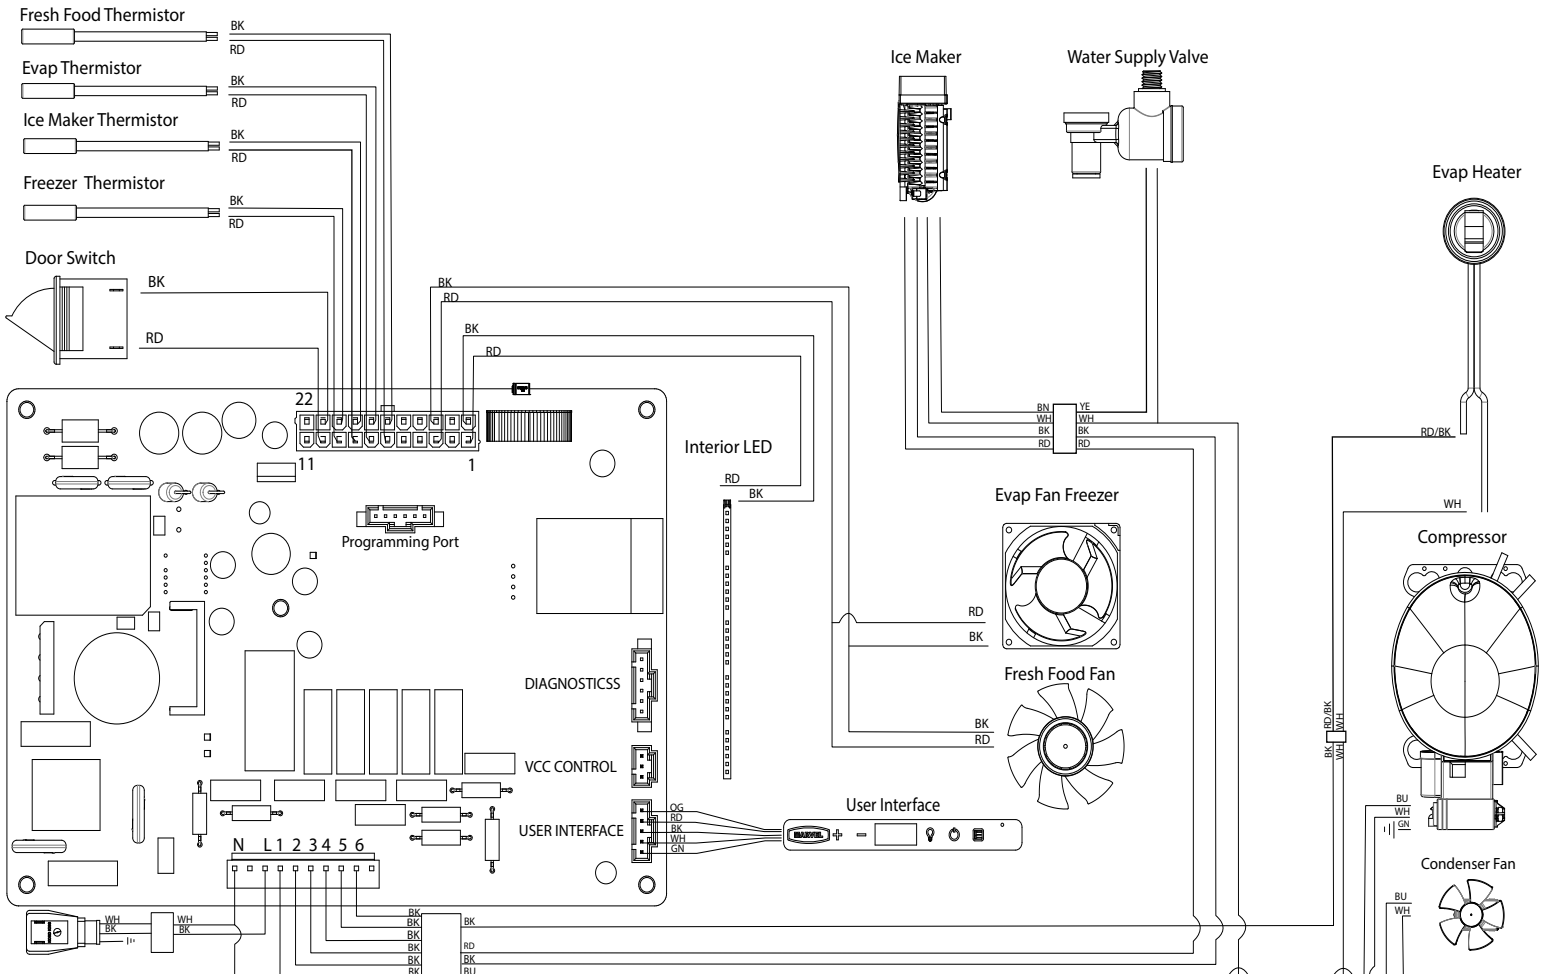 Fresh Food Thermistor
BK
RD
Evap Thermistor
BK
RD
Ice Maker Thermistor
BK
RD
Freezer Thermistor
BK
RD
Door Switch
BK
RD
BK
RD
BK
RD
Ice Maker
Water Supply Valve
Evap Heater
22
11
1
Programming Port
Interior LED
RD
BK
BN
YE
WH
WH
BK
BK
RD
RD
RD/BK
WH
Evap Fan Freezer
RD
BK
Fresh Food Fan
BK
RD
Compressor
RD/BK
WH
BK
WH
BU
WH
GN
DIAGNOSTICSS
VCC CONTROL
USER INTERFACE
OG
RD
BK
WH
GN
User Interface
MARVEL
Condenser Fan
BU
WH
N L1 2 3 4 5 6
WH
BK
WH
BK
BK
BK
BK
BK
BK
BK
BK
RD
BK
BU